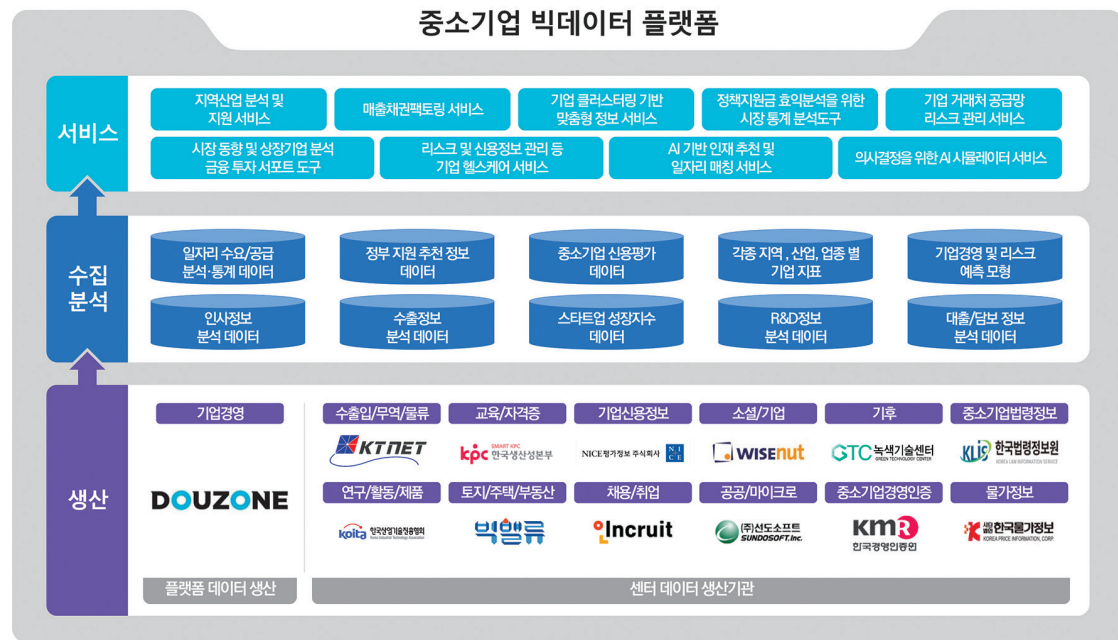 중소기업 빅데이터 플랫폼
서비스
지역산업 분석 및
지원 서비스
매출채권팩토링 서비스
기업 클러스터링 기반
맞춤형 정보 서비스
정책지원금 효익분석을 위한
시장 통계 분석도구
기업 거래처 공급망
리스크 관리 서비스
시장 동향 및 상장기업 분석
금융 투자 서포트 도구
리스크 및 신용정보 관리 등
기업 헬스케어 서비스
AI 기반 인재 추천 및
일자리 매칭 서비스
의사결정을 위한 AI 시뮬레이터 서비스
수집
분석
일자리 수요/공급
분석·통계 데이터
정부 지원 추천 정보
데이터
중소기업 신용평가
데이터
각종 지역 , 산업, 업종 별
기업 지표
기업경영 및 리스크
예측 모형
인사정보
분석 데이터
수출정보
분석 데이터
스타트업 성장지수
데이터
R&D정보
분석 데이터
대출/담보 정보
분석 데이터
생산
기업경영
DOUZONE
플랫폼 데이터 생산
수출입/무역/물류
KTNET
교육/자격증
SMART KPC
kpc 한국생산성본부
기업신용정보
NICE평가정보 주식회사 NICE
소셜/기업
WISEnut
기후
GTC 녹색기술센터
GREEN TECHNOLOGY CENTER
중소기업법령정보
KLIS 한국법령정보원
KOREA LAW INFORMATION SERVICE
연구/활동/제품
koita 한국산업기술진흥협회
Korea Industrial Technology Association
토지/주택/부동산
빅밸류
채용/취업
Incruit
공공/마이크로
(주)선도소프트
SUNDOSOFT.Inc.
중소기업경영인증
KMR
한국경영인증원
물가정보
사단법인 한국물가정보
KOREA PRICE INFORMATION, CORP.
센터 데이터 생산기관